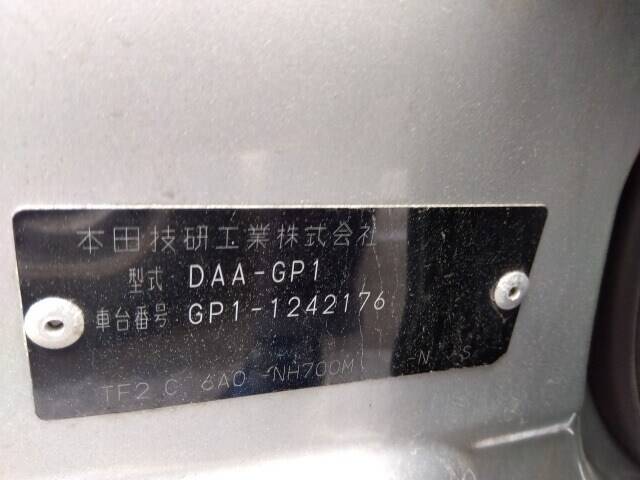 本田技研工業株式会社
型式 DAA-GP1
車台番号 GP1-1242176
TF2 C 6A0 -NH700M -N S